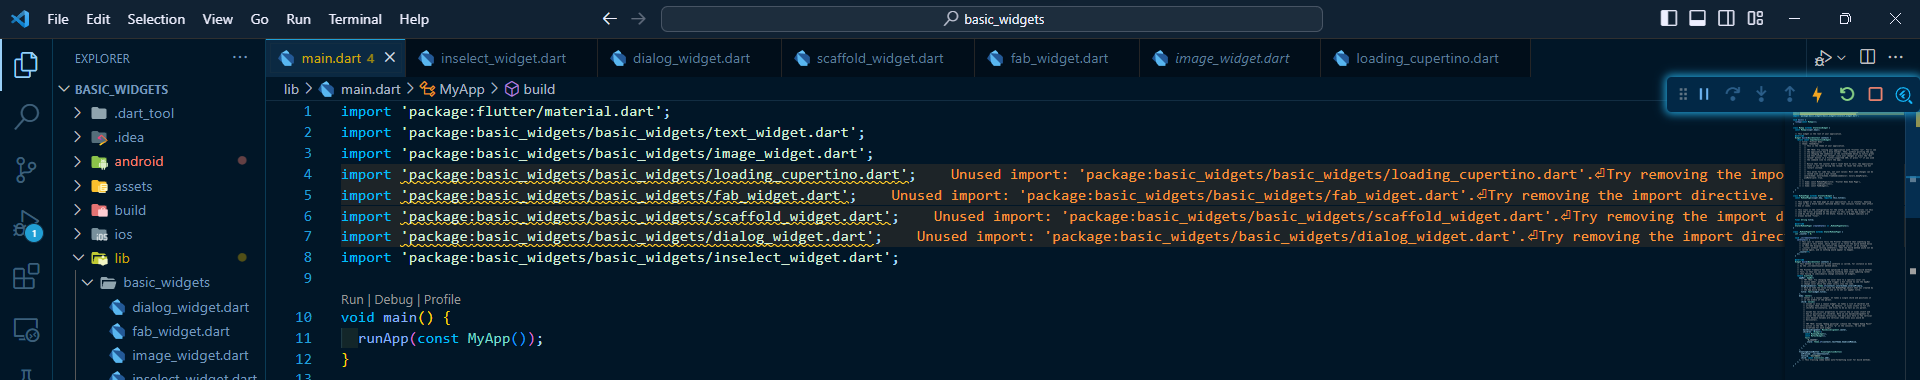 File Edit Selection View Go Run Terminal Help
basic_widgets
EXPLORER
main.dart 4
inselect_widget.dart
dialog_widget.dart
scaffold_widget.dart
fab_widget.dart
image_widget.dart
loading_cupertino.dart
BASIC_WIDGETS
.dart_tool
.idea
android
assets
build
ios
lib
basic_widgets
dialog_widget.dart
fab_widget.dart
image_widget.dart
inselect_widget.dart
1
lib > main.dart > MyApp > build
1 import 'package:flutter/material.dart';
2 import 'package:basic_widgets/basic_widgets/text_widget.dart';
3 import 'package:basic_widgets/basic_widgets/image_widget.dart';
4 import 'package:basic_widgets/basic_widgets/loading_cupertino.dart'; Unused import: 'package:basic_widgets/basic_widgets/loading_cupertino.dart'.⏎Try removing the impo
5 import 'package:basic_widgets/basic_widgets/fab_widget.dart'; Unused import: 'package:basic_widgets/basic_widgets/fab_widget.dart'.⏎Try removing the import directive.
6 import 'package:basic_widgets/basic_widgets/scaffold_widget.dart'; Unused import: 'package:basic_widgets/basic_widgets/scaffold_widget.dart'.⏎Try removing the import d
7 import 'package:basic_widgets/basic_widgets/dialog_widget.dart'; Unused import: 'package:basic_widgets/basic_widgets/dialog_widget.dart'.⏎Try removing the import direc
8 import 'package:basic_widgets/basic_widgets/inselect_widget.dart';
9
Run | Debug | Profile
10 void main() {
11 runApp(const MyApp());
12 }
13